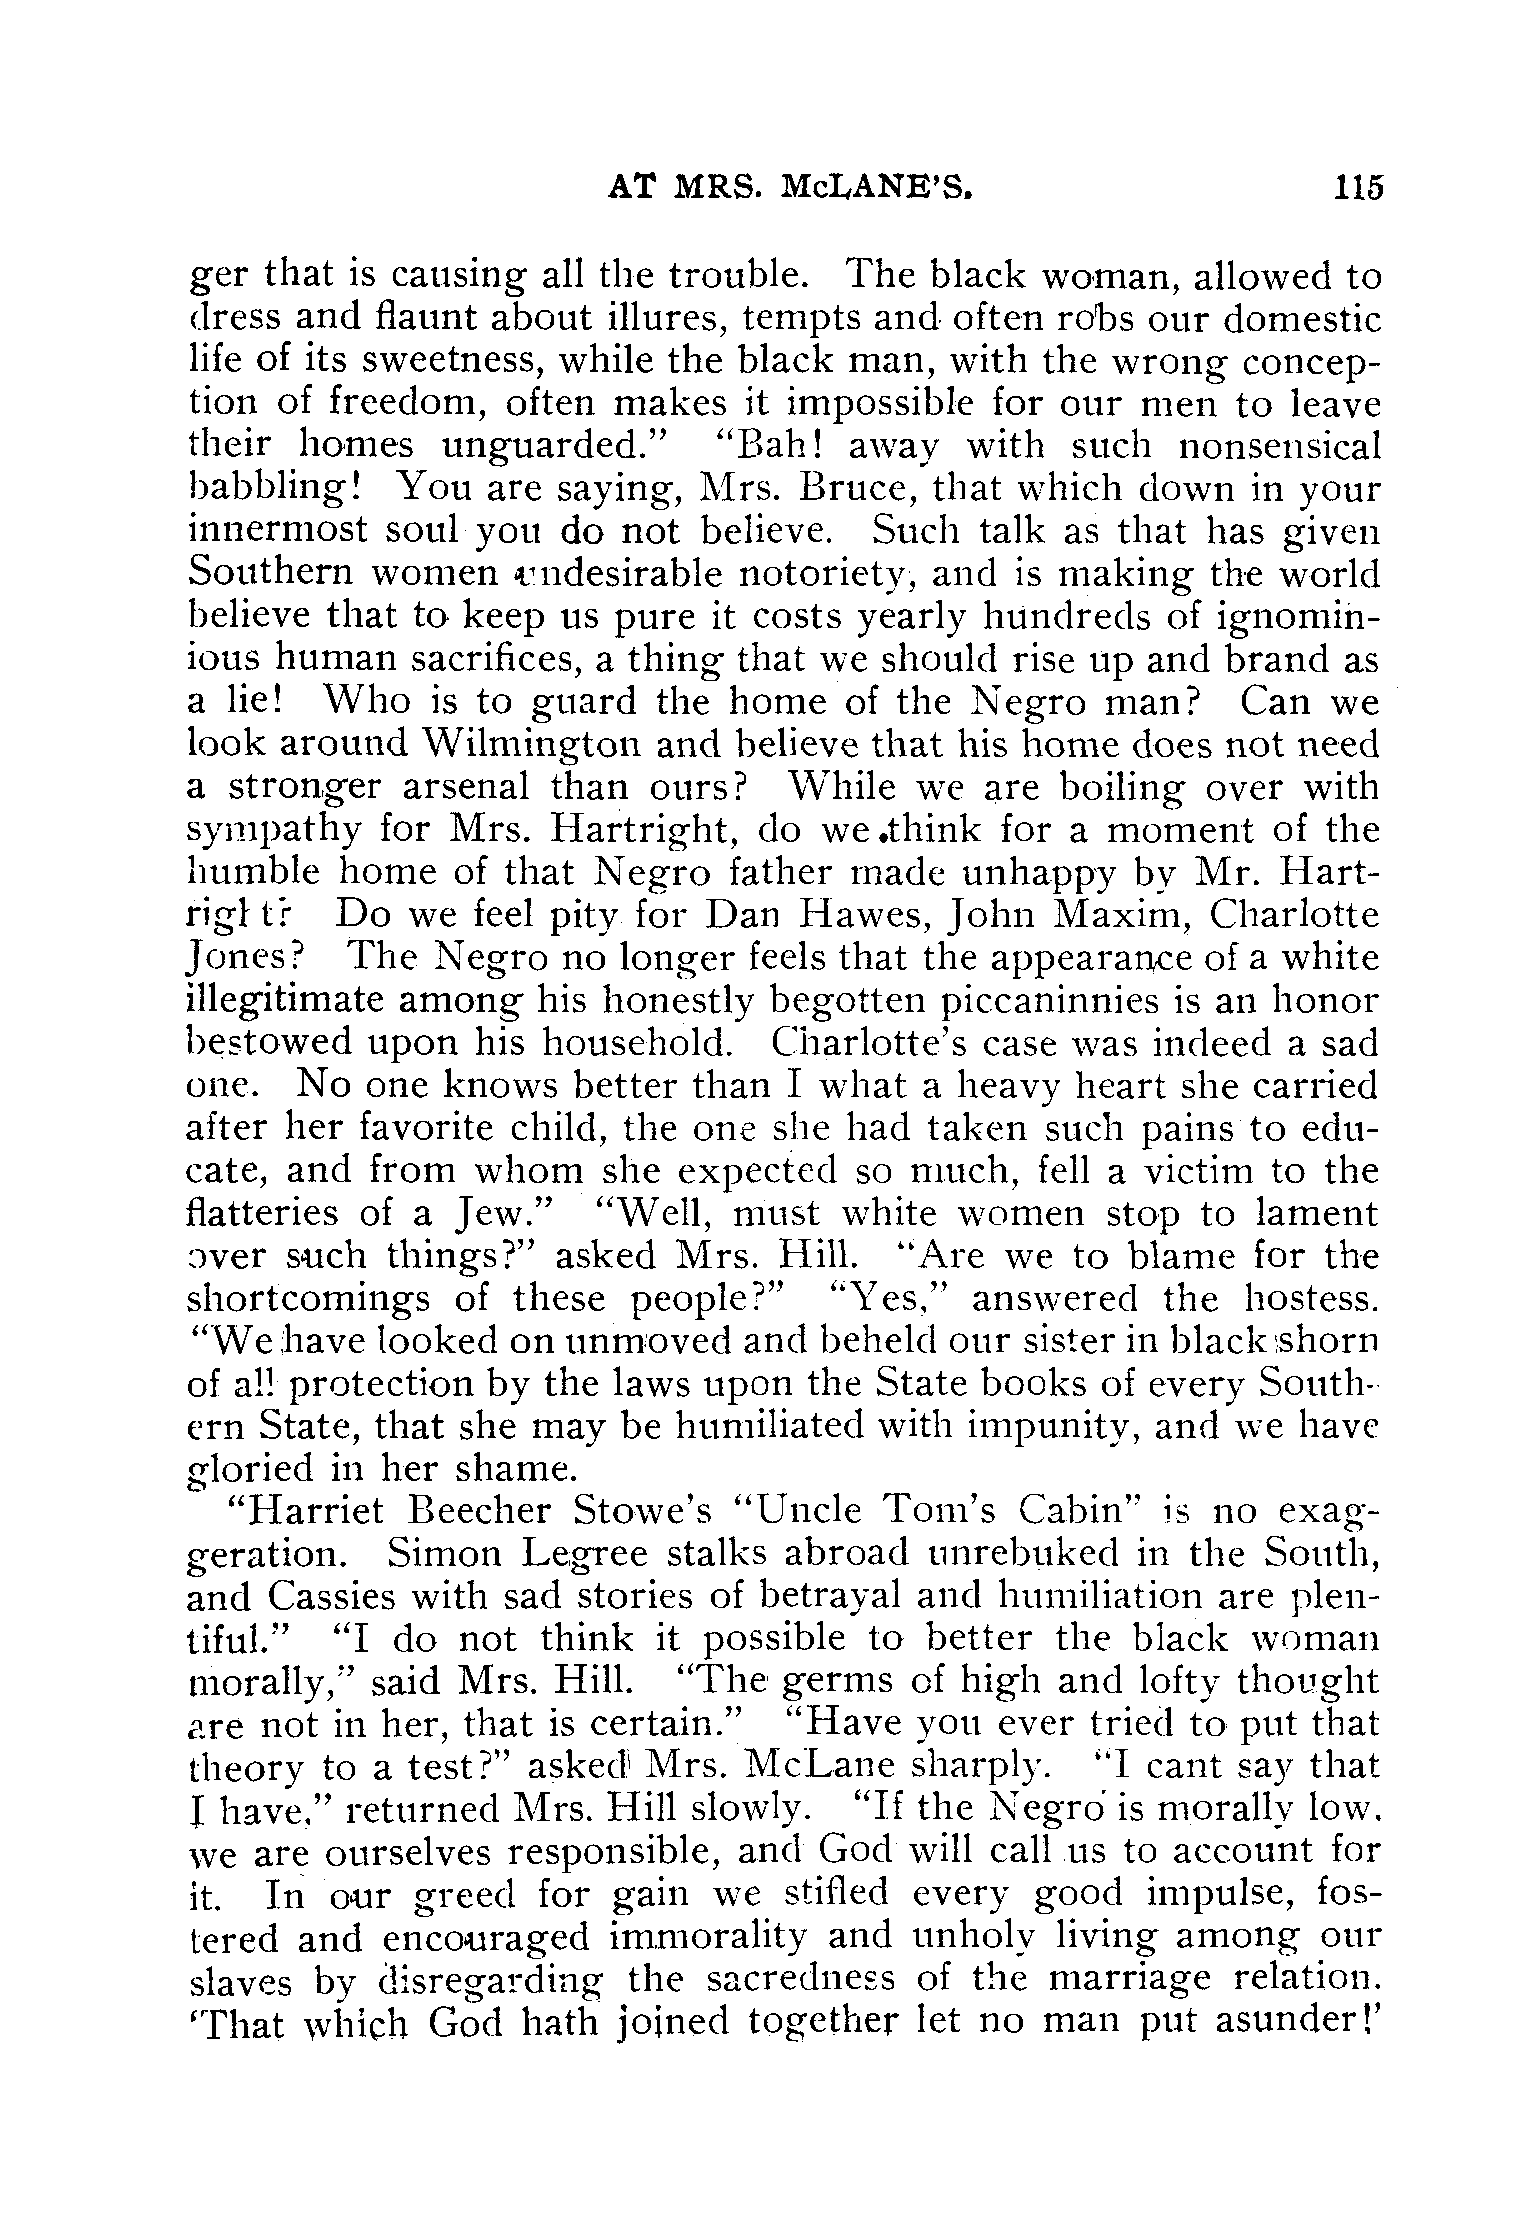 AT MRS. McLANE'S. 115
ger that is causing all the trouble. The black woman, allowed to
dress and flaunt about illures, tempts and often robs our domestic
life of its sweetness, while the black man, with the wrong concep-
tion of freedom, often makes it impossible for our men to leave
their homes unguarded." "Bah! away with such nonsensical
babbling! You are saying, Mrs. Bruce, that which down in your
innermost soul you do not believe. Such talk as that has given
Southern women undesirable notoriety, and is making the world
believe that to keep us pure it costs yearly hundreds of ignomin-
ious human sacrifices, a thing that we should rise up and brand as
a lie! Who is to guard the home of the Negro man? Can we
look around Wilmington and believe that his home does not need
a stronger arsenal than ours? While we are boiling over with
sympathy for Mrs. Hartright, do we think for a moment of the
humble home of that Negro father made unhappy by Mr. Hart-
right? Do we feel pity for Dan Hawes, John Maxim, Charlotte
Jones? The Negro no longer feels that the appearance of a white
illegitimate among his honestly begotten piccaninnies is an honor
bestowed upon his household. Charlotte's case was indeed a sad
one. No one knows better than I what a heavy heart she carried
after her favorite child, the one she had taken such pains to edu-
cate, and from whom she expected so much, fell a victim to the
flatteries of a Jew." "Well, must white women stop to lament
over such things?" asked Mrs. Hill. "Are we to blame for the
shortcomings of these people?" "Yes," answered the hostess.
"We have looked on unmoved and beheld our sister in black shorn
of all protection by the laws upon the State books of every South-
ern State, that she may be humiliated with impunity, and we have
gloried in her shame.
"Harriet Beecher Stowe's "Uncle Tom's Cabin" is no exag-
geration. Simon Legree stalks abroad unrebuked in the South,
and Cassies with sad stories of betrayal and humiliation are plen-
tiful." "I do not think it possible to better the black woman
morally," said Mrs. Hill. "The germs of high and lofty thought
are not in her, that is certain." "Have you ever tried to put that
theory to a test?" asked Mrs. McLane sharply. "I cant say that
I have," returned Mrs. Hill slowly. "If the Negro is morally low,
we are ourselves responsible, and God will call us to account for
it. In our greed for gain we stifled every good impulse, fos-
tered and encouraged immorality and unholy living among our
slaves by disregarding the sacredness of the marriage relation.
'That which God hath joined together let no man put asunder!'